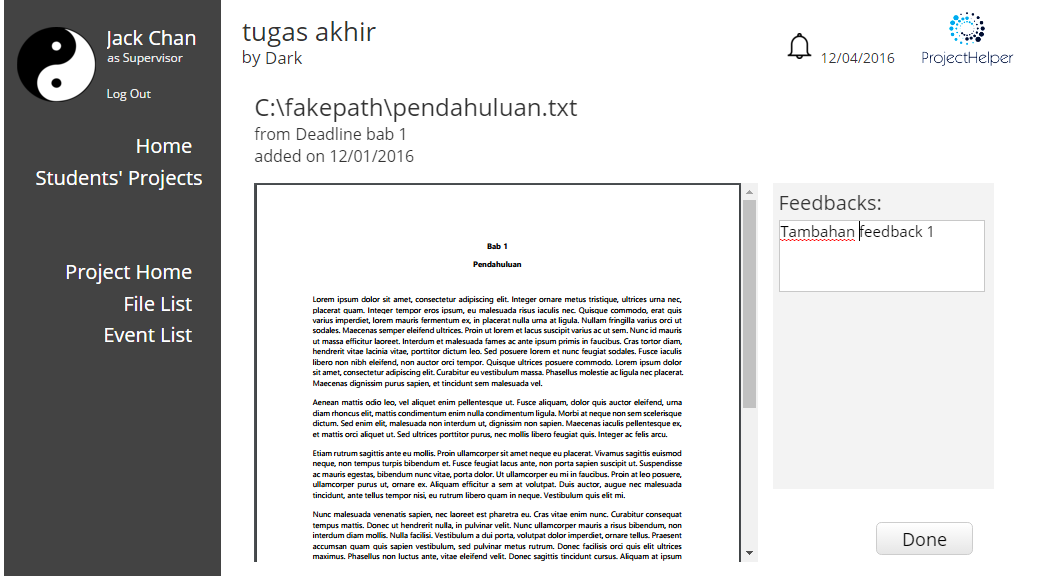 Jack Chan
as Supervisor
Log Out
Home
Students' Projects
Project Home
File List
Event List
tugas akhir
by Dark
12/04/2016
ProjectHelper
C:\fakepath\pendahuluan.txt
from Deadline bab 1
added on 12/01/2016
Bab 1
Pendahuluan
Lorem ipsum dolor sit amet, consectetur adipiscing elit. Integer ornare metus tristique, ultrices urna nec,
placerat quam. Integer tempor eros ipsum, eu malesuada risus iaculis nec. Quisque commodo, erat quis
varius imperdiet, lorem mauris fermentum ex, in placerat nulla urna at ligula. Nullam fringilla varius orci ut
sodales. Maecenas semper eleifend ultrices. Proin ut lorem et lacus suscipit varius ac ut sem. Nunc id mauris
ut massa efficitur laoreet. Interdum et malesuada fames ac ante ipsum primis in faucibus. Cras tortor diam,
hendrerit vitae lacinia vitae, porttitor dictum leo. Sed posuere lorem et nunc feugiat sodales. Fusce iaculis
libero non nibh eleifend, non auctor orci tempor. Quisque ultrices posuere commodo. Lorem ipsum dolor
sit amet, consectetur adipiscing elit. Curabitur eu vestibulum massa. Phasellus molestie ac ligula nec placerat.
Maecenas dignissim purus sapien, et tincidunt sem malesuada vel.
Aenean mattis odio leo, vel aliquet enim pellentesque ut. Fusce aliquam, dolor quis auctor eleifend, urna
diam rhoncus elit, mattis condimentum enim nulla condimentum ligula. Morbi at neque non sem scelerisque
dictum. Sed enim elit, malesuada non interdum ut, dignissim non sapien. Maecenas iaculis pellentesque ex,
et mattis orci aliquet ut. Sed ultrices porttitor purus, nec mollis libero feugiat quis. Integer ac felis arcu.
Etiam rutrum sagittis ante eu mollis. Proin ullamcorper sit amet neque eu placerat. Vivamus sagittis euismod
neque, non tempus turpis bibendum et. Fusce feugiat lacus ante, non porta sapien suscipit ut. Suspendisse
ac mauris egestas, bibendum nunc vitae, porta dolor. Ut ullamcorper eu mi in faucibus. Proin at leo posuere,
ullamcorper purus ut, ornare ex. Aliquam efficitur a sem at volutpat. Duis auctor, augue nec malesuada
tincidunt, ante tellus tempor nisi, eu rutrum libero quam in neque. Vestibulum quis elit mi.
Nunc malesuada venenatis sapien, nec laoreet est pharetra eu. Cras vitae enim nunc. Curabitur consequat
tempus mattis. Donec ut hendrerit nulla, in pulvinar velit. Nunc ullamcorper mauris a risus bibendum, non
interdum diam mollis. Nulla facilisi. Vestibulum a dui porta, volutpat dolor imperdiet, ornare tellus. Praesent
accumsan quam quis sapien vestibulum, sed pulvinar metus rutrum. Donec facilisis orci quis elit ultrices
maximus. Phasellus non luctus ante, vitae eleifend velit. Donec sagittis tincidunt cursus. Aliquam at ipsum
Feedbacks:
Tambahan feedback 1
Done